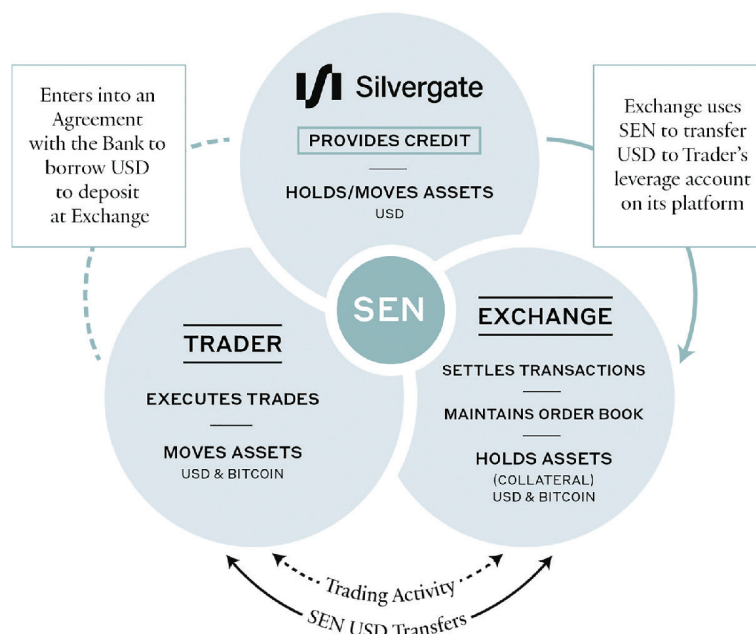 Silvergate
PROVIDES CREDIT
HOLDS/MOVES ASSETS
USD
Enters into an
Agreement
with the Bank to
borrow USD
to deposit
at Exchange
Exchange uses
SEN to transfer
USD to Trader's
leverage account
on its platform
SEN
TRADER
EXECUTES TRADES
MOVES ASSETS
USD & BITCOIN
EXCHANGE
SETTLES TRANSACTIONS
MAINTAINS ORDER BOOK
HOLDS ASSETS
(COLLATERAL)
USD & BITCOIN
Trading Activity
SEN USD Transfers